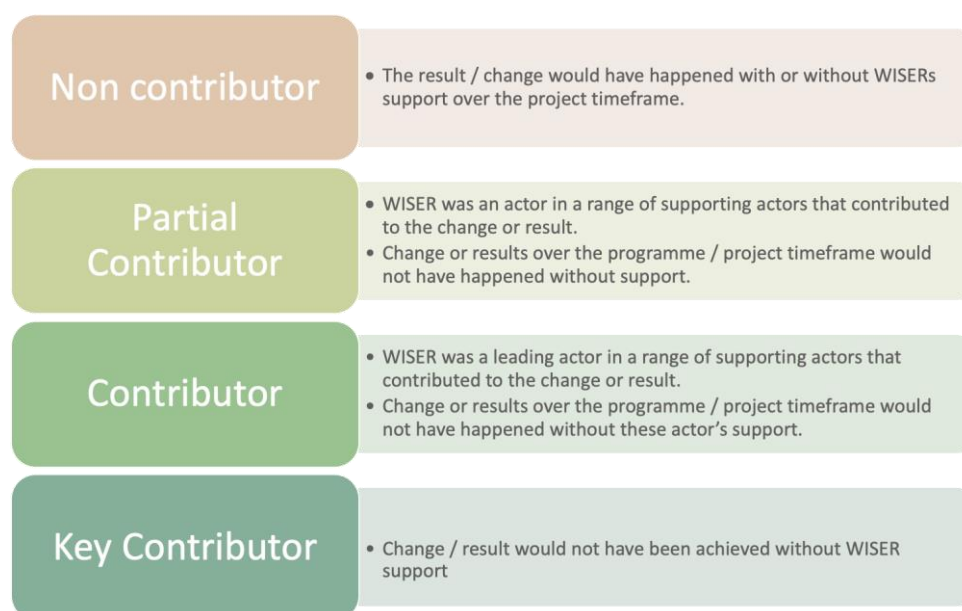 Non contributor
• The result / change would have happened with or without WISERs
support over the project timeframe.
Partial
Contributor
• WISER was an actor in a range of supporting actors that contributed
to the change or result.
• Change or results over the programme / project timeframe would
not have happened without support.
Contributor
• WISER was a leading actor in a range of supporting actors that
contributed to the change or result.
• Change or results over the programme / project timeframe would
not have happened without these actor’s support.
Key Contributor
• Change / result would not have been achieved without WISER
support